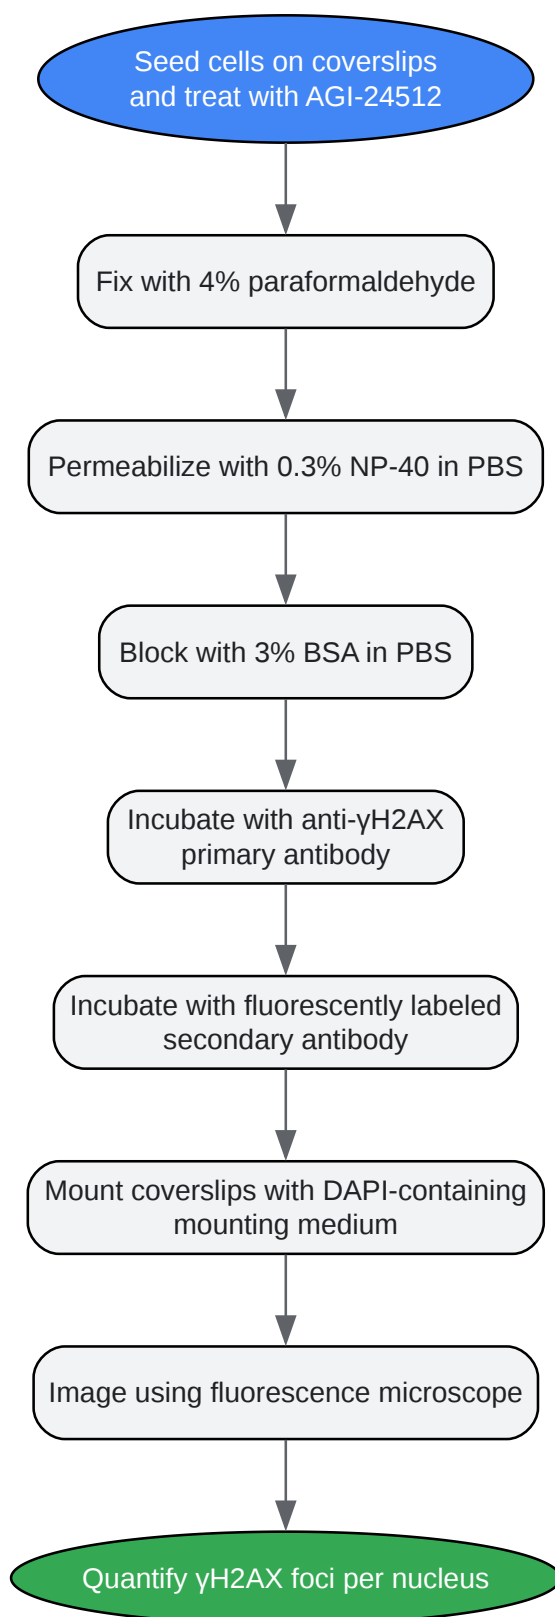 Seed cells on coverslips
and treat with AGI-24512
Fix with 4% paraformaldehyde
Permeabilize with 0.3% NP-40 in PBS
Block with 3% BSA in PBS
Incubate with anti-γH2AX
primary antibody
Incubate with fluorescently labeled
secondary antibody
Mount coverslips with DAPI-containing
mounting medium
Image using fluorescence microscope
Quantify γH2AX foci per nucleus